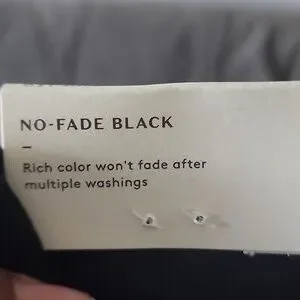 NO-FADE BLACK
–
Rich color won't fade after
multiple washings